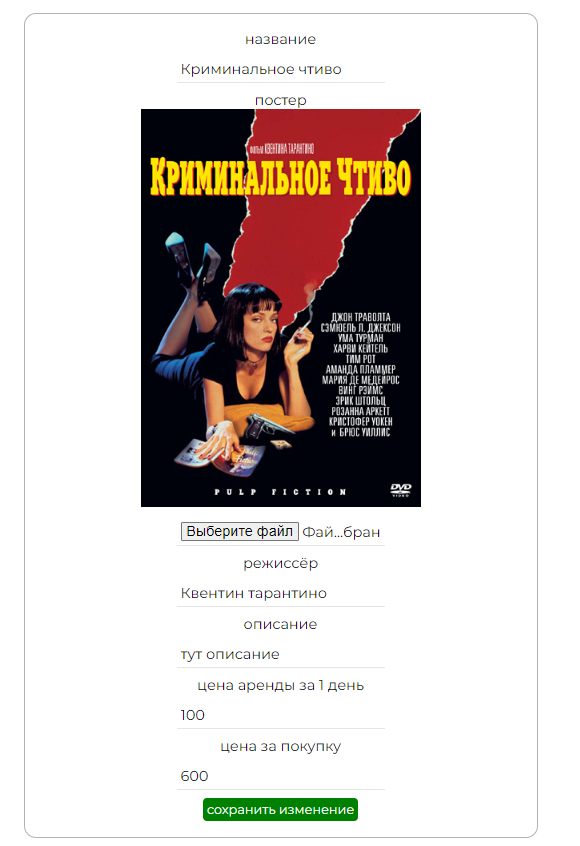 название
Криминальное чтиво
постер
ФИЛЬМ КВЕНТИНА ТАРАНТИНО
КРИМИНАЛЬНОЕ ЧТИВО
ДЖОН ТРАВОЛТА
СЭМЮЕЛЬ Л. ДЖЕКСОН
УМА ТУРМАН
ХАРВИ КЕЙТЕЛЬ
ТИМ РОТ
АМАНДА ПЛАММЕР
МАРИЯ ДЕ МЕДЕЙРОС
ВИНГ РЭЙМС
ЭРИК ШТОЛЬЦ
РОЗАННА АРКЕТТ
КРИСТОФЕР УОКЕН
И БРЮС УИЛЛИС
PULP FICTION
DVD
VIDEO
Выберите файл Фай...бран
режиссёр
Квентин тарантино
описание
тут описание
цена аренды за 1 день
100
цена за покупку
600
сохранить изменение